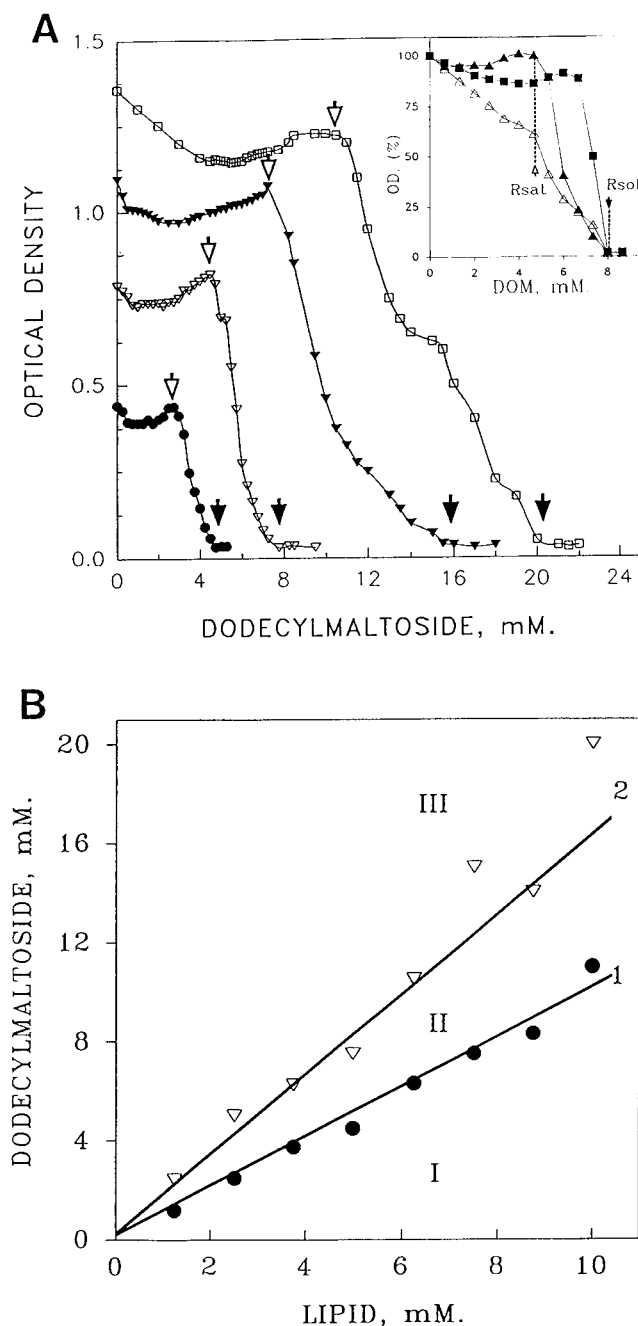 A
1.5
1.0
0.5
0.0
OPTICAL DENSITY
0 4 8 12 16 20 24
DODECYLMALTOSIDE, mM.
100
75
50
25
0
OD. (%)
Rsat
Rsol
0 2 4 6 8
DOM, mM.
B
20
16
12
8
4
0
DODECYLMALTOSIDE, mM.
III
2
II
1
I
0 2 4 6 8 10
LIPID, mM.